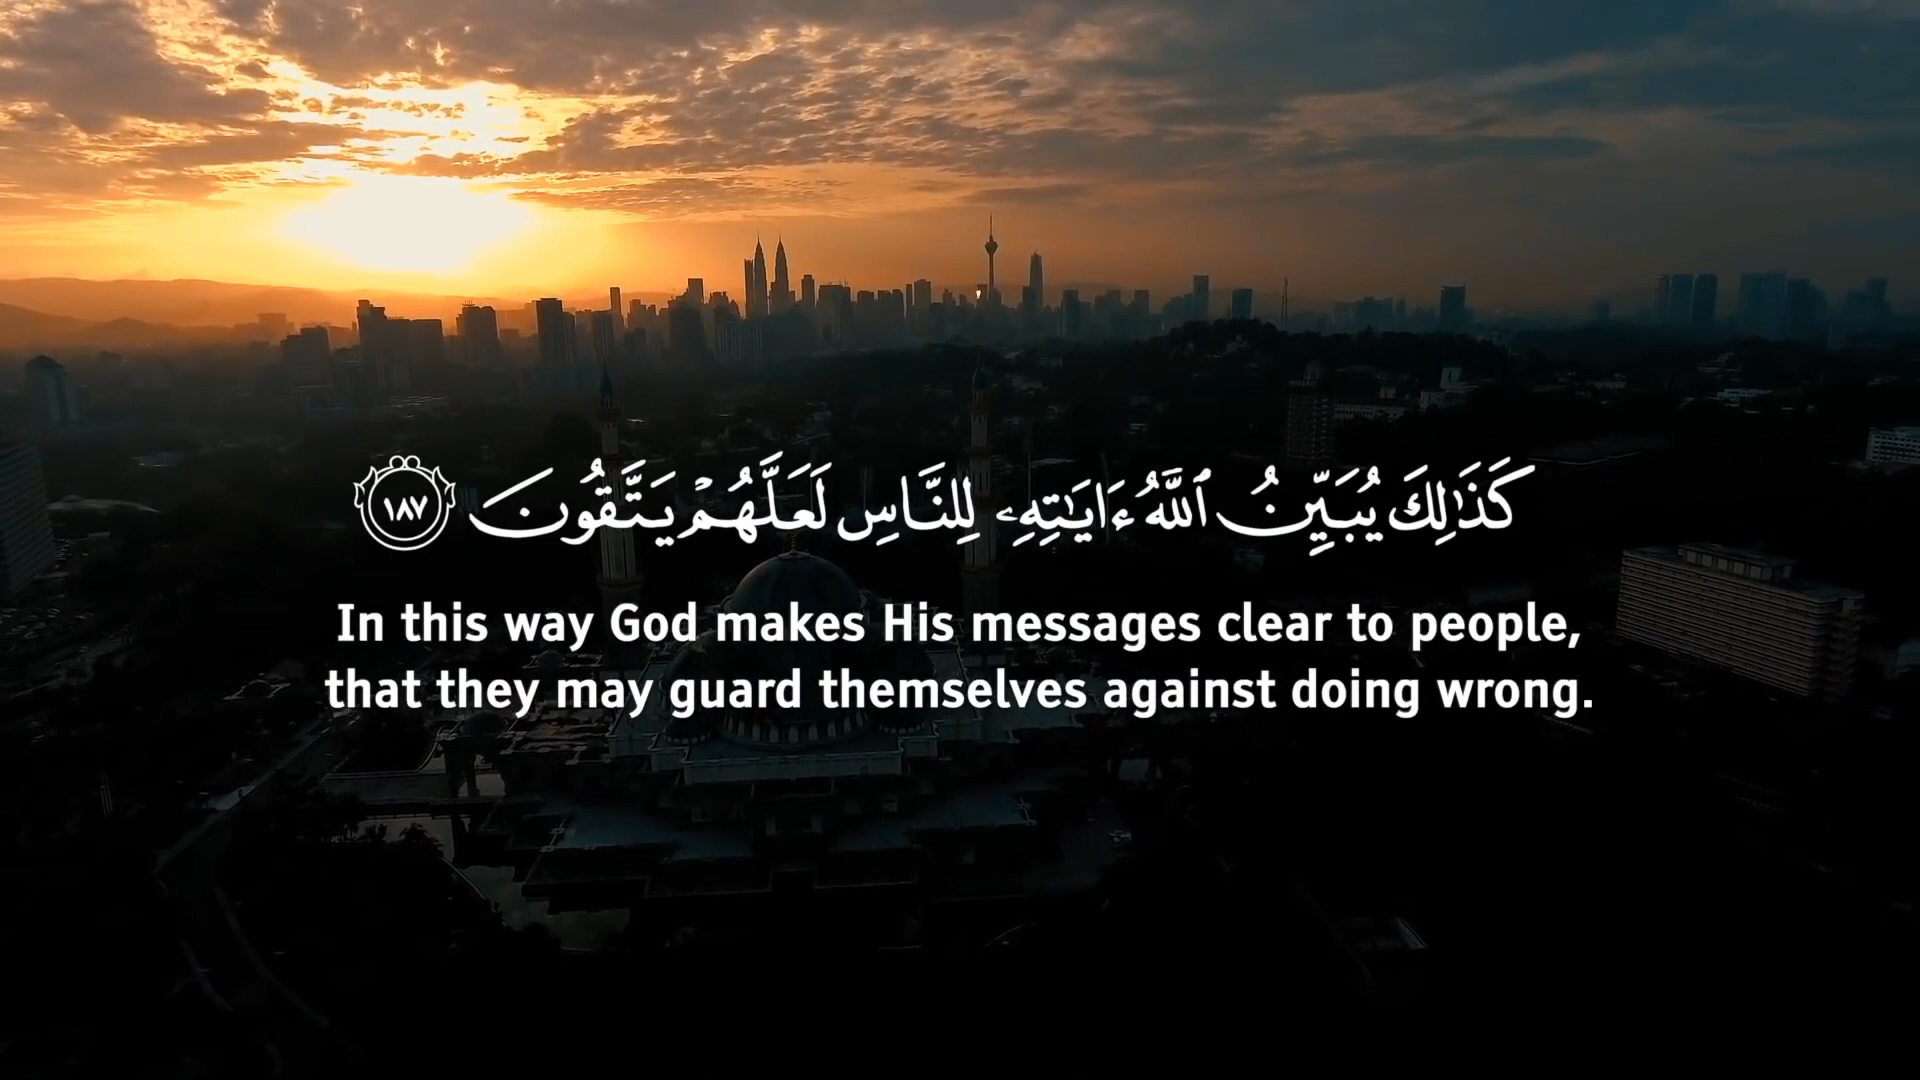 كَذَٰلِكَ يُبَيِّنُ ٱللَّهُ ءَايَـٰتِهِۦ لِلنَّاسِ لَعَلَّهُمْ يَتَّقُونَ ١٨٧
In this way God makes His messages clear to people,
that they may guard themselves against doing wrong.